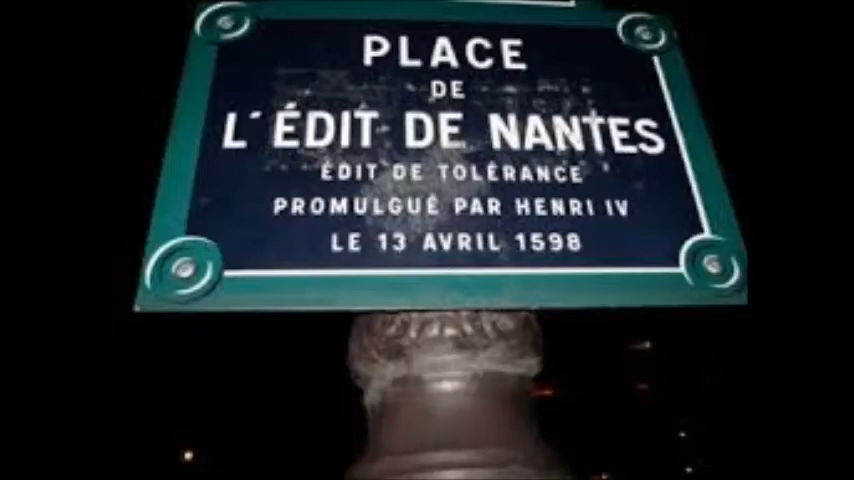 PLACE
DE
L'ÉDIT DE NANTES
ÉDIT DE TOLÉRANCE
PROMULGUÉ PAR HENRI IV
LE 13 AVRIL 1598